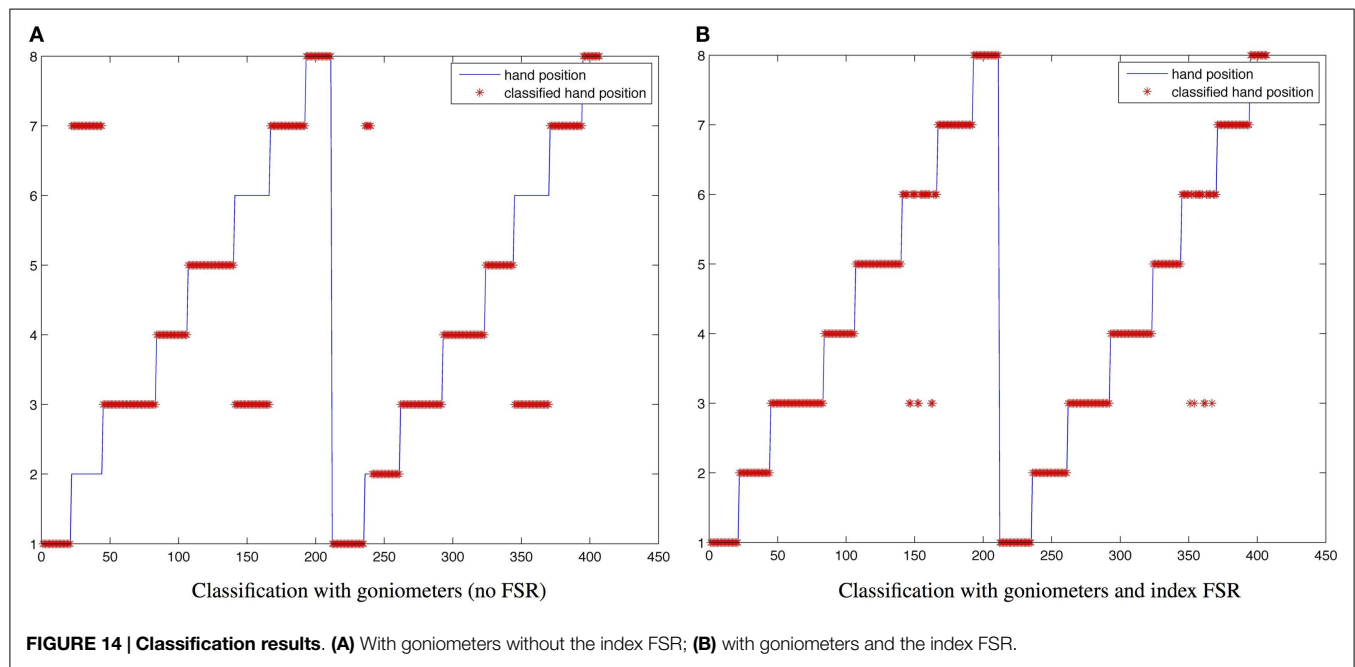 A
8
7
6
5
4
3
2
1
0 50 100 150 200 250 300 350 400 450
hand position
classified hand position
Classification with goniometers (no FSR)
B
8
7
6
5
4
3
2
1
0 50 100 150 200 250 300 350 400 450
hand position
classified hand position
Classification with goniometers and index FSR
FIGURE 14 | Classification results. (A) With goniometers without the index FSR; (B) with goniometers and the index FSR.